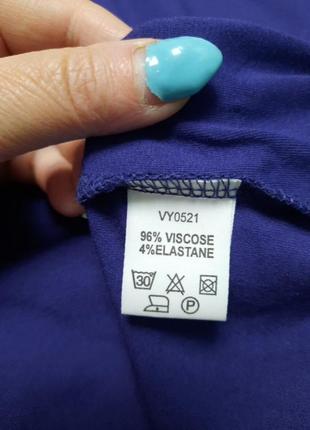 VY0521
96% VISCOSE
4%ELASTANE
30
P